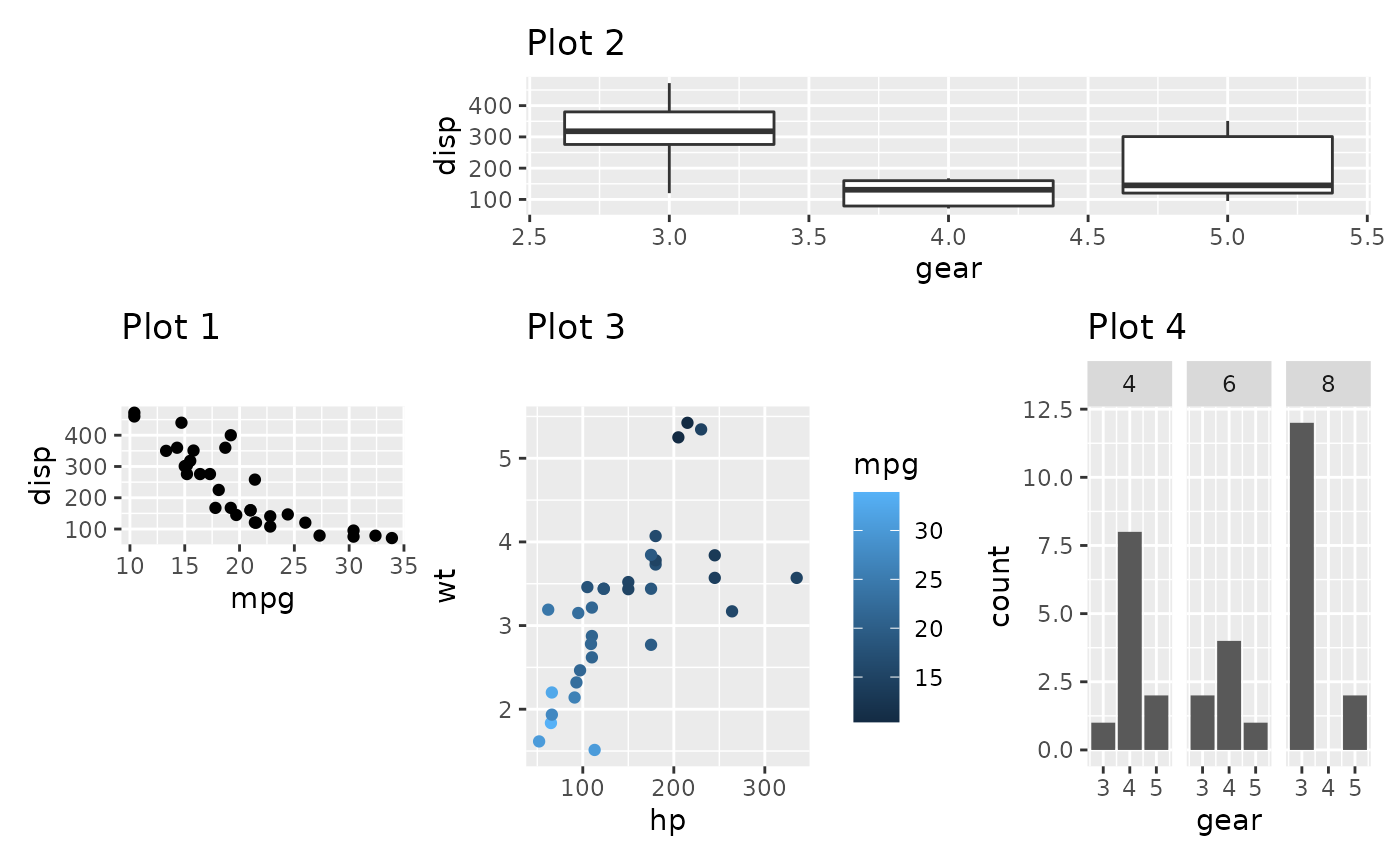 Plot 2
disp
400
300
200
100
2.5 3.0 3.5 4.0 4.5 5.0 5.5
gear
Plot 1
disp
400
300
200
100
10 15 20 25 30 35
mpg
Plot 3
wt
5
4
3
2
100 200 300
hp
mpg
30
25
20
15
Plot 4
4 6 8
count
12.5
10.0
7.5
5.0
2.5
0.0
3 4 5 3 4 5 3 4 5
gear